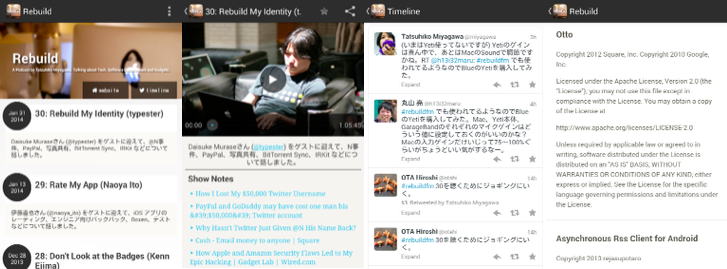 Rebuild
Rebuild
A Podcast by Tatsuhiko Miyagawa, talking about Tech, Software
website
timeline
Jan 31
2014
30: Rebuild My Identity (typester)
Daisuke Muraseさん (@typester) をゲストに迎えて、N事
件、PayPal、写真共有、BitTorrent Sync、IRKit などについ
て話しました。
Jan 13
2014
29: Rate My App (Naoya Ito)
伊藤直也さん(@naoya_ito) をゲストに迎えて、iOS アプリの
レーティング、エンジニア向けバックパック、Boxen、テスト
などについて話しました。
Dec 28
2013
28: Don't Look at the Badges (Kenn
Ejima)
30: Rebuild My Identity (t.
00:00
1:05:45
Daisuke Muraseさん (@typester) をゲストに迎えて、N事
件、PayPal、写真共有、BitTorrent Sync、IRKit などにつ
いて話しました。
Show Notes
• How I Lost My $50,000 Twitter Username
• PayPal and GoDaddy may have cost one man his
&#39;$50,000&#39; Twitter account
• Why Hasn't Twitter Just Given @N His Name Back?
• Cash - Email money to anyone | Square
• How Apple and Amazon Security Flaws Led to My
Epic Hacking | Gadget Lab | Wired.com
Timeline
Tatsuhiko Miyagawa @miyagawa
(いまはYeti使ってないですが) Yetiのゲイン
は真ん中で、あとはMacのSoundで調節です
かね。RT @h13i32maru: #rebuildfm でも使
われてるようなのでBlueのYetiを購入してみ
た。
Expand
丸山 亮 @h13i32maru
4h
#rebuildfm でも使われてるようなのでBlue
のYetiを購入してみた。Mac、Yeti本体、
GarageBandのそれぞれのマイクゲインはど
ういう値に設定しておくのがいいのかな？
Macの入力ゲインだけいじって75~100%く
らいがちょうどいい気がするなー。
Expand
OTA Hiroshi @otahi
14h
#rebuildfm 30を聴くためにジョギングにい
く。
Retweeted by Tatsuhiko Miyagawa
Expand
OTA Hiroshi @otahi
14h
#rebuildfm 30を聴くためにジョギングにい
く。
Expand
Rebuild
Otto
Copyright 2012 Square, Inc. Copyright 2010 Google,
Inc.
Licensed under the Apache License, Version 2.0 (the
"License"); you may not use this file except in
compliance with the License. You may obtain a copy
of the License at
http://www.apache.org/licenses/LICENSE-2.0
Unless required by applicable law or agreed to in
writing, software distributed under the License is
distributed on an "AS IS" BASIS, WITHOUT
WARRANTIES OR CONDITIONS OF ANY KIND, either
express or implied. See the License for the specific
language governing permissions and limitations under
the License.
Asynchronous Rss Client for Android
Copyright 2010 rejasupotaro